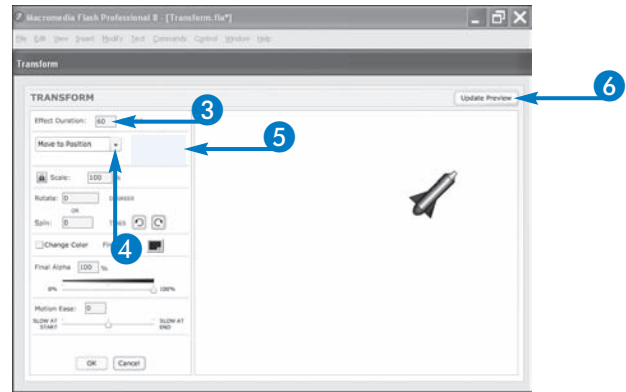 Macromedia Flash Professional 8 - [Transform.fla*]
File Edit View Insert Modify Text Commands Control Window Help
Transform
TRANSFORM
Update Preview
6
Effect Duration: 60
3
Move to Position
5
Scale: 100 %
Rotate: 0 DEGREES
OR
Spin: 0 TIMES
4
Change Color
Final Alpha 100 %
0% 100%
Motion Ease: 0
SLOW AT START SLOW AT END
OK Cancel